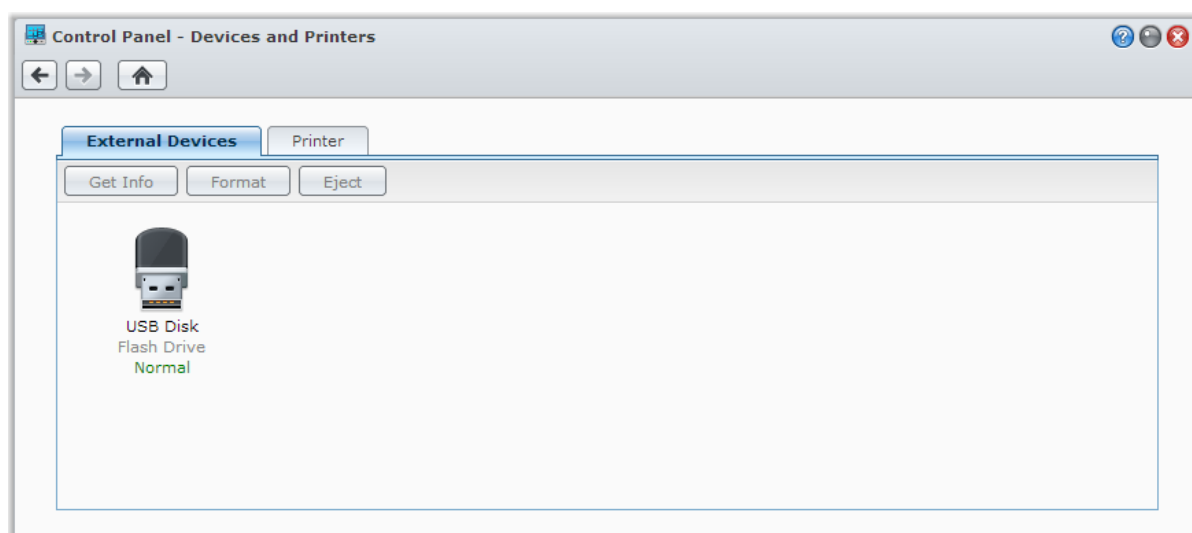 Control Panel - Devices and Printers
External Devices Printer
Get Info Format Eject
USB Disk
Flash Drive
Normal